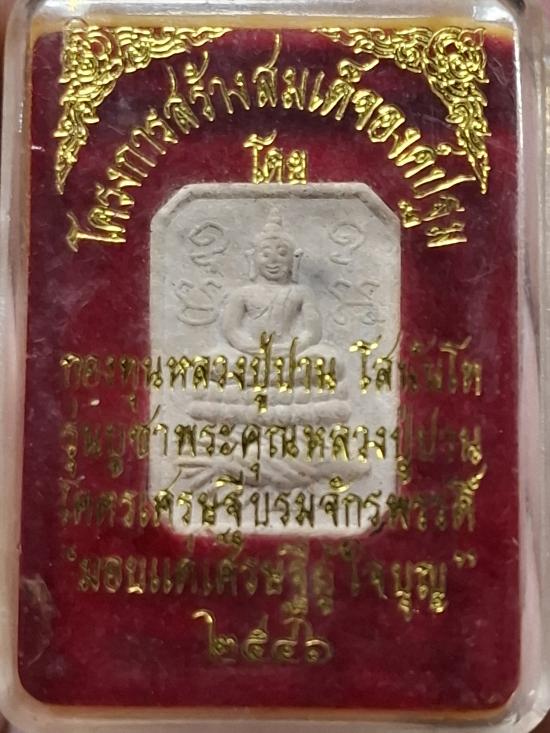 โครงการสร้างสมเด็จองค์ปฐม
โดย
กองทุนหลวงปู่ปาน โสนันโท
รุ่นบูชาพระคุณหลวงปู่ปาน
โคตรเศรษฐีบรมจักรพรรดิ์
"มอบแด่เศรษฐีผู้ใจบุญ"
๒๕๔๖